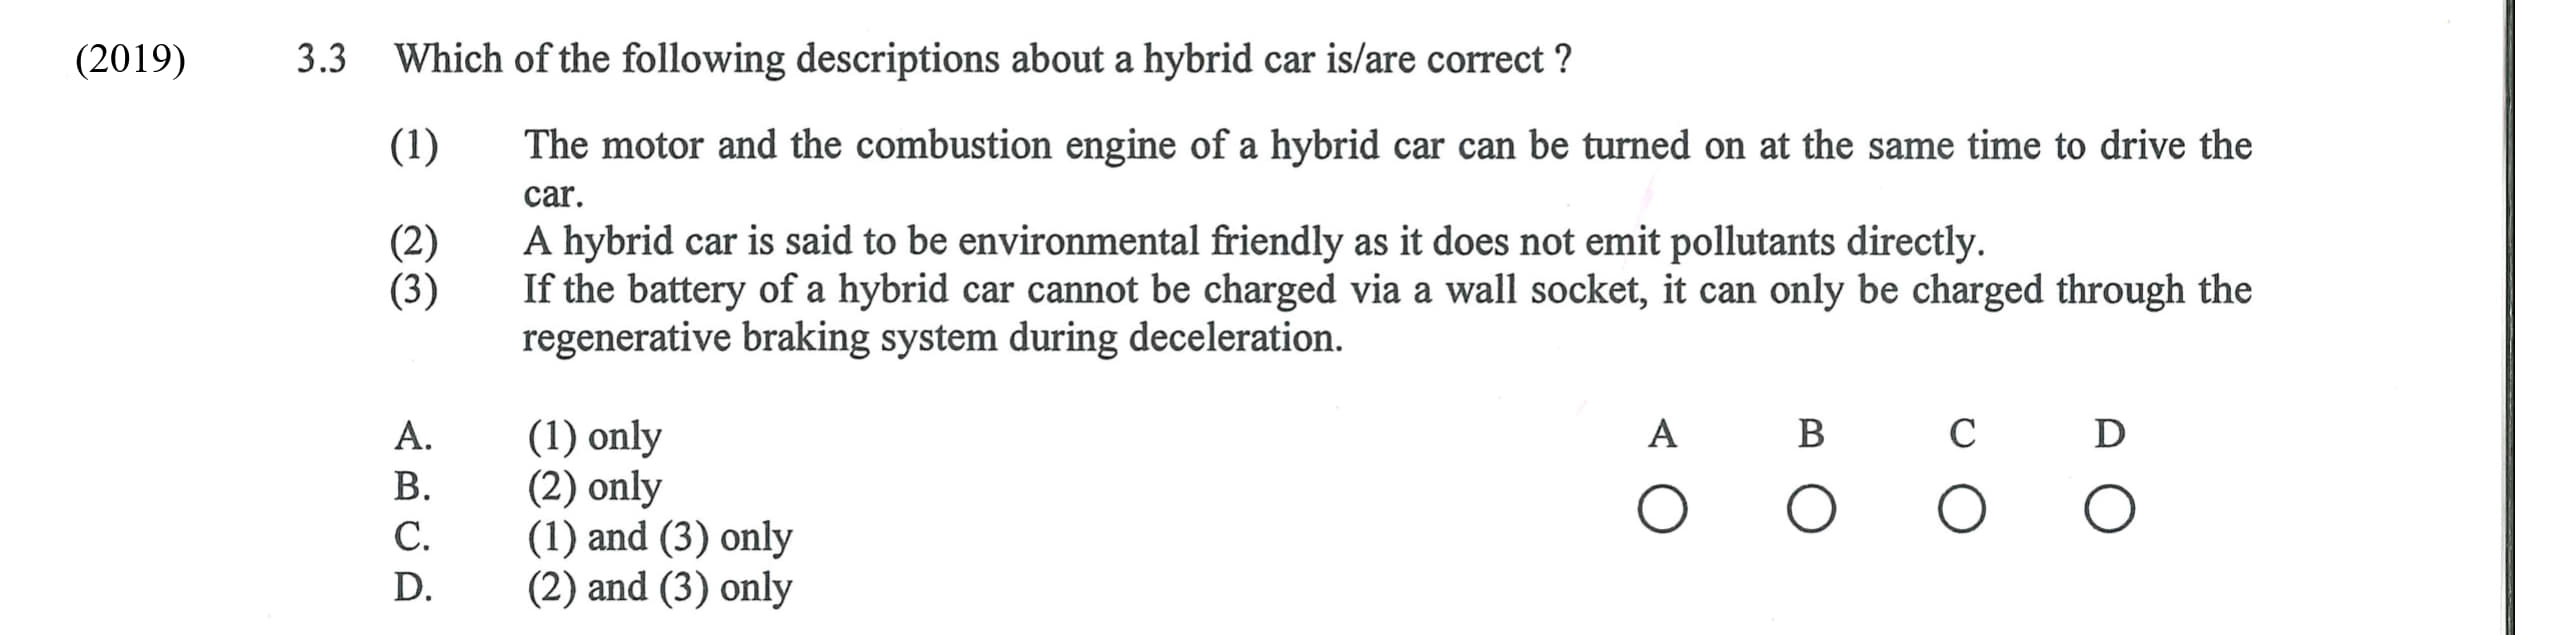 (2019) 3.3 Which of the following descriptions about a hybrid car is/are correct ?
(1) The motor and the combustion engine of a hybrid car can be turned on at the same time to drive the
car.
(2) A hybrid car is said to be environmental friendly as it does not emit pollutants directly.
(3) If the battery of a hybrid car cannot be charged via a wall socket, it can only be charged through the
regenerative braking system during deceleration.
A. (1) only A B C D
B. (2) only
C. (1) and (3) only
D. (2) and (3) only